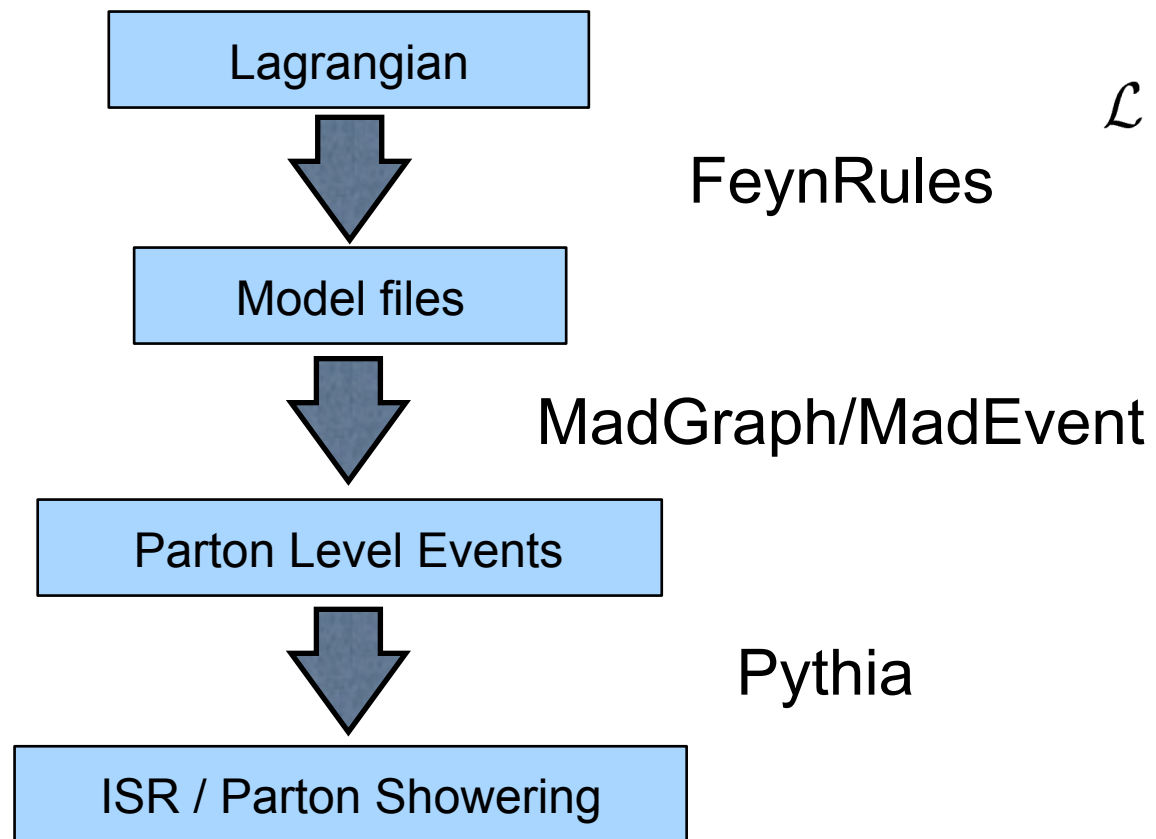 Lagrangian
ℒ
FeynRules
Model files
MadGraph/MadEvent
Parton Level Events
Pythia
ISR / Parton Showering